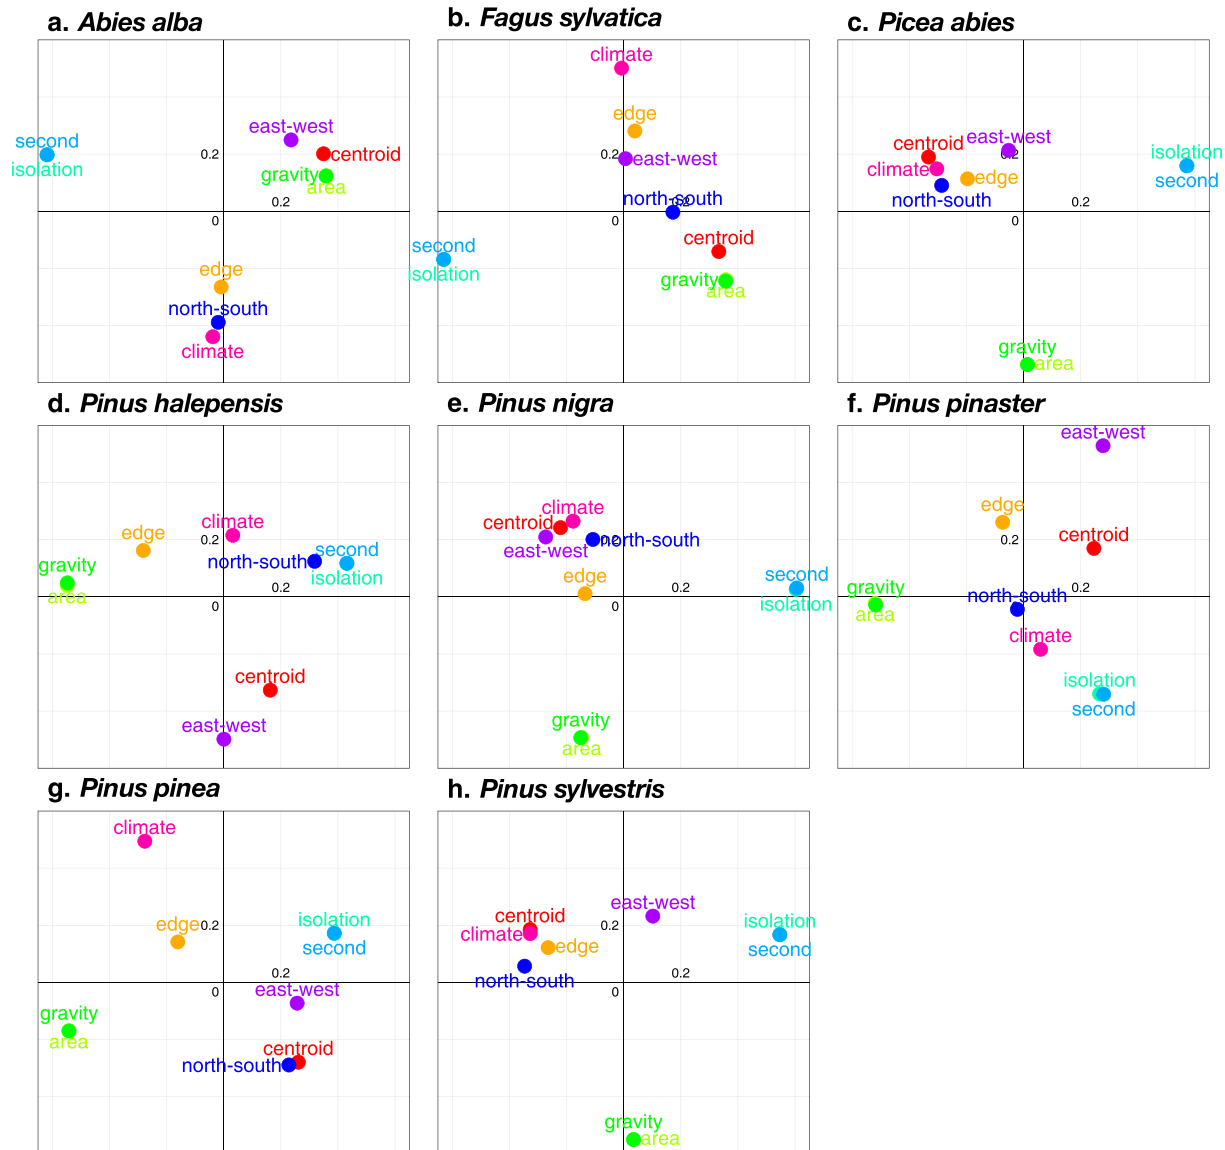 a. Abies alba
b. Fagus sylvatica
c. Picea abies
second
isolation
east-west
centroid
gravity
area
0.2
0.2
0
edge
north-south
climate
climate
edge
0.2
east-west
north-south
0.2
0
centroid
second
isolation
gravity
area
centroid
east-west
0.2
climate
edge
north-south
isolation
second
0.2
0
gravity
area
d. Pinus halepensis
e. Pinus nigra
f. Pinus pinaster
edge
climate
0.2
north-south
second
isolation
gravity
area
0.2
0
centroid
east-west
climate
centroid
east-west
0.2
north-south
edge
0.2
0
second
isolation
gravity
area
east-west
edge
0.2
centroid
gravity
area
0.2
north-south
0
climate
isolation
second
g. Pinus pinea
h. Pinus sylvestris
climate
edge
0.2
isolation
second
0.2
0
east-west
gravity
area
centroid
north-south
centroid
climate
edge
north-south
0.2
east-west
isolation
second
0.2
0
gravity
area